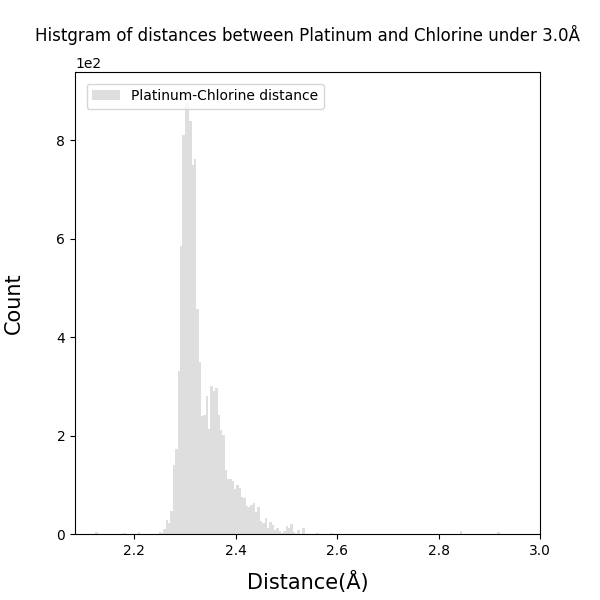 Histgram of distances between Platinum and Chlorine under 3.0Å
1e2
Platinum-Chlorine distance
8
6
4
2
0
Count
2.2 2.4 2.6 2.8 3.0
Distance(Å)